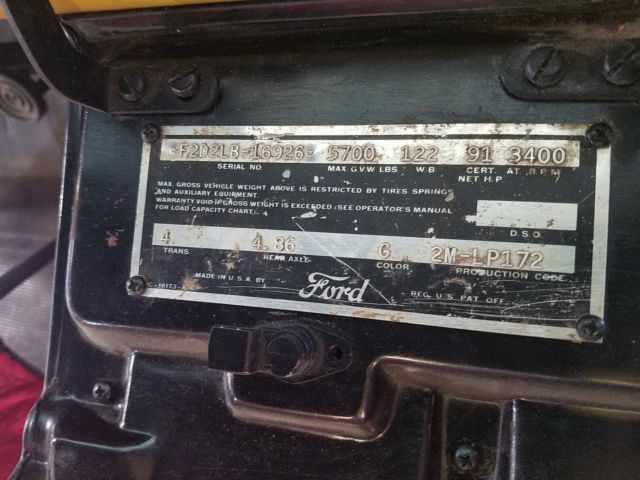 *F2D2LB-16926* 5700 122 91 3400
SERIAL NO. MAX. G.V.W. LBS. W.B. CERT. NET H.P. AT R.P.M.
MAX. GROSS VEHICLE WEIGHT ABOVE IS RESTRICTED BY TIRES SPRINGS
AND AUXILIARY EQUIPMENT.
WARRANTY VOID IF GROSS WEIGHT IS EXCEEDED (SEE OPERATOR'S MANUAL
FOR LOAD CAPACITY CHART)
D.S.O.
4 4.86 G 2M-LP172
TRANS REAR AXLE COLOR PRODUCTION CODE
MADE IN U.S.A. BY Ford REG. U.S. PAT. OFF.